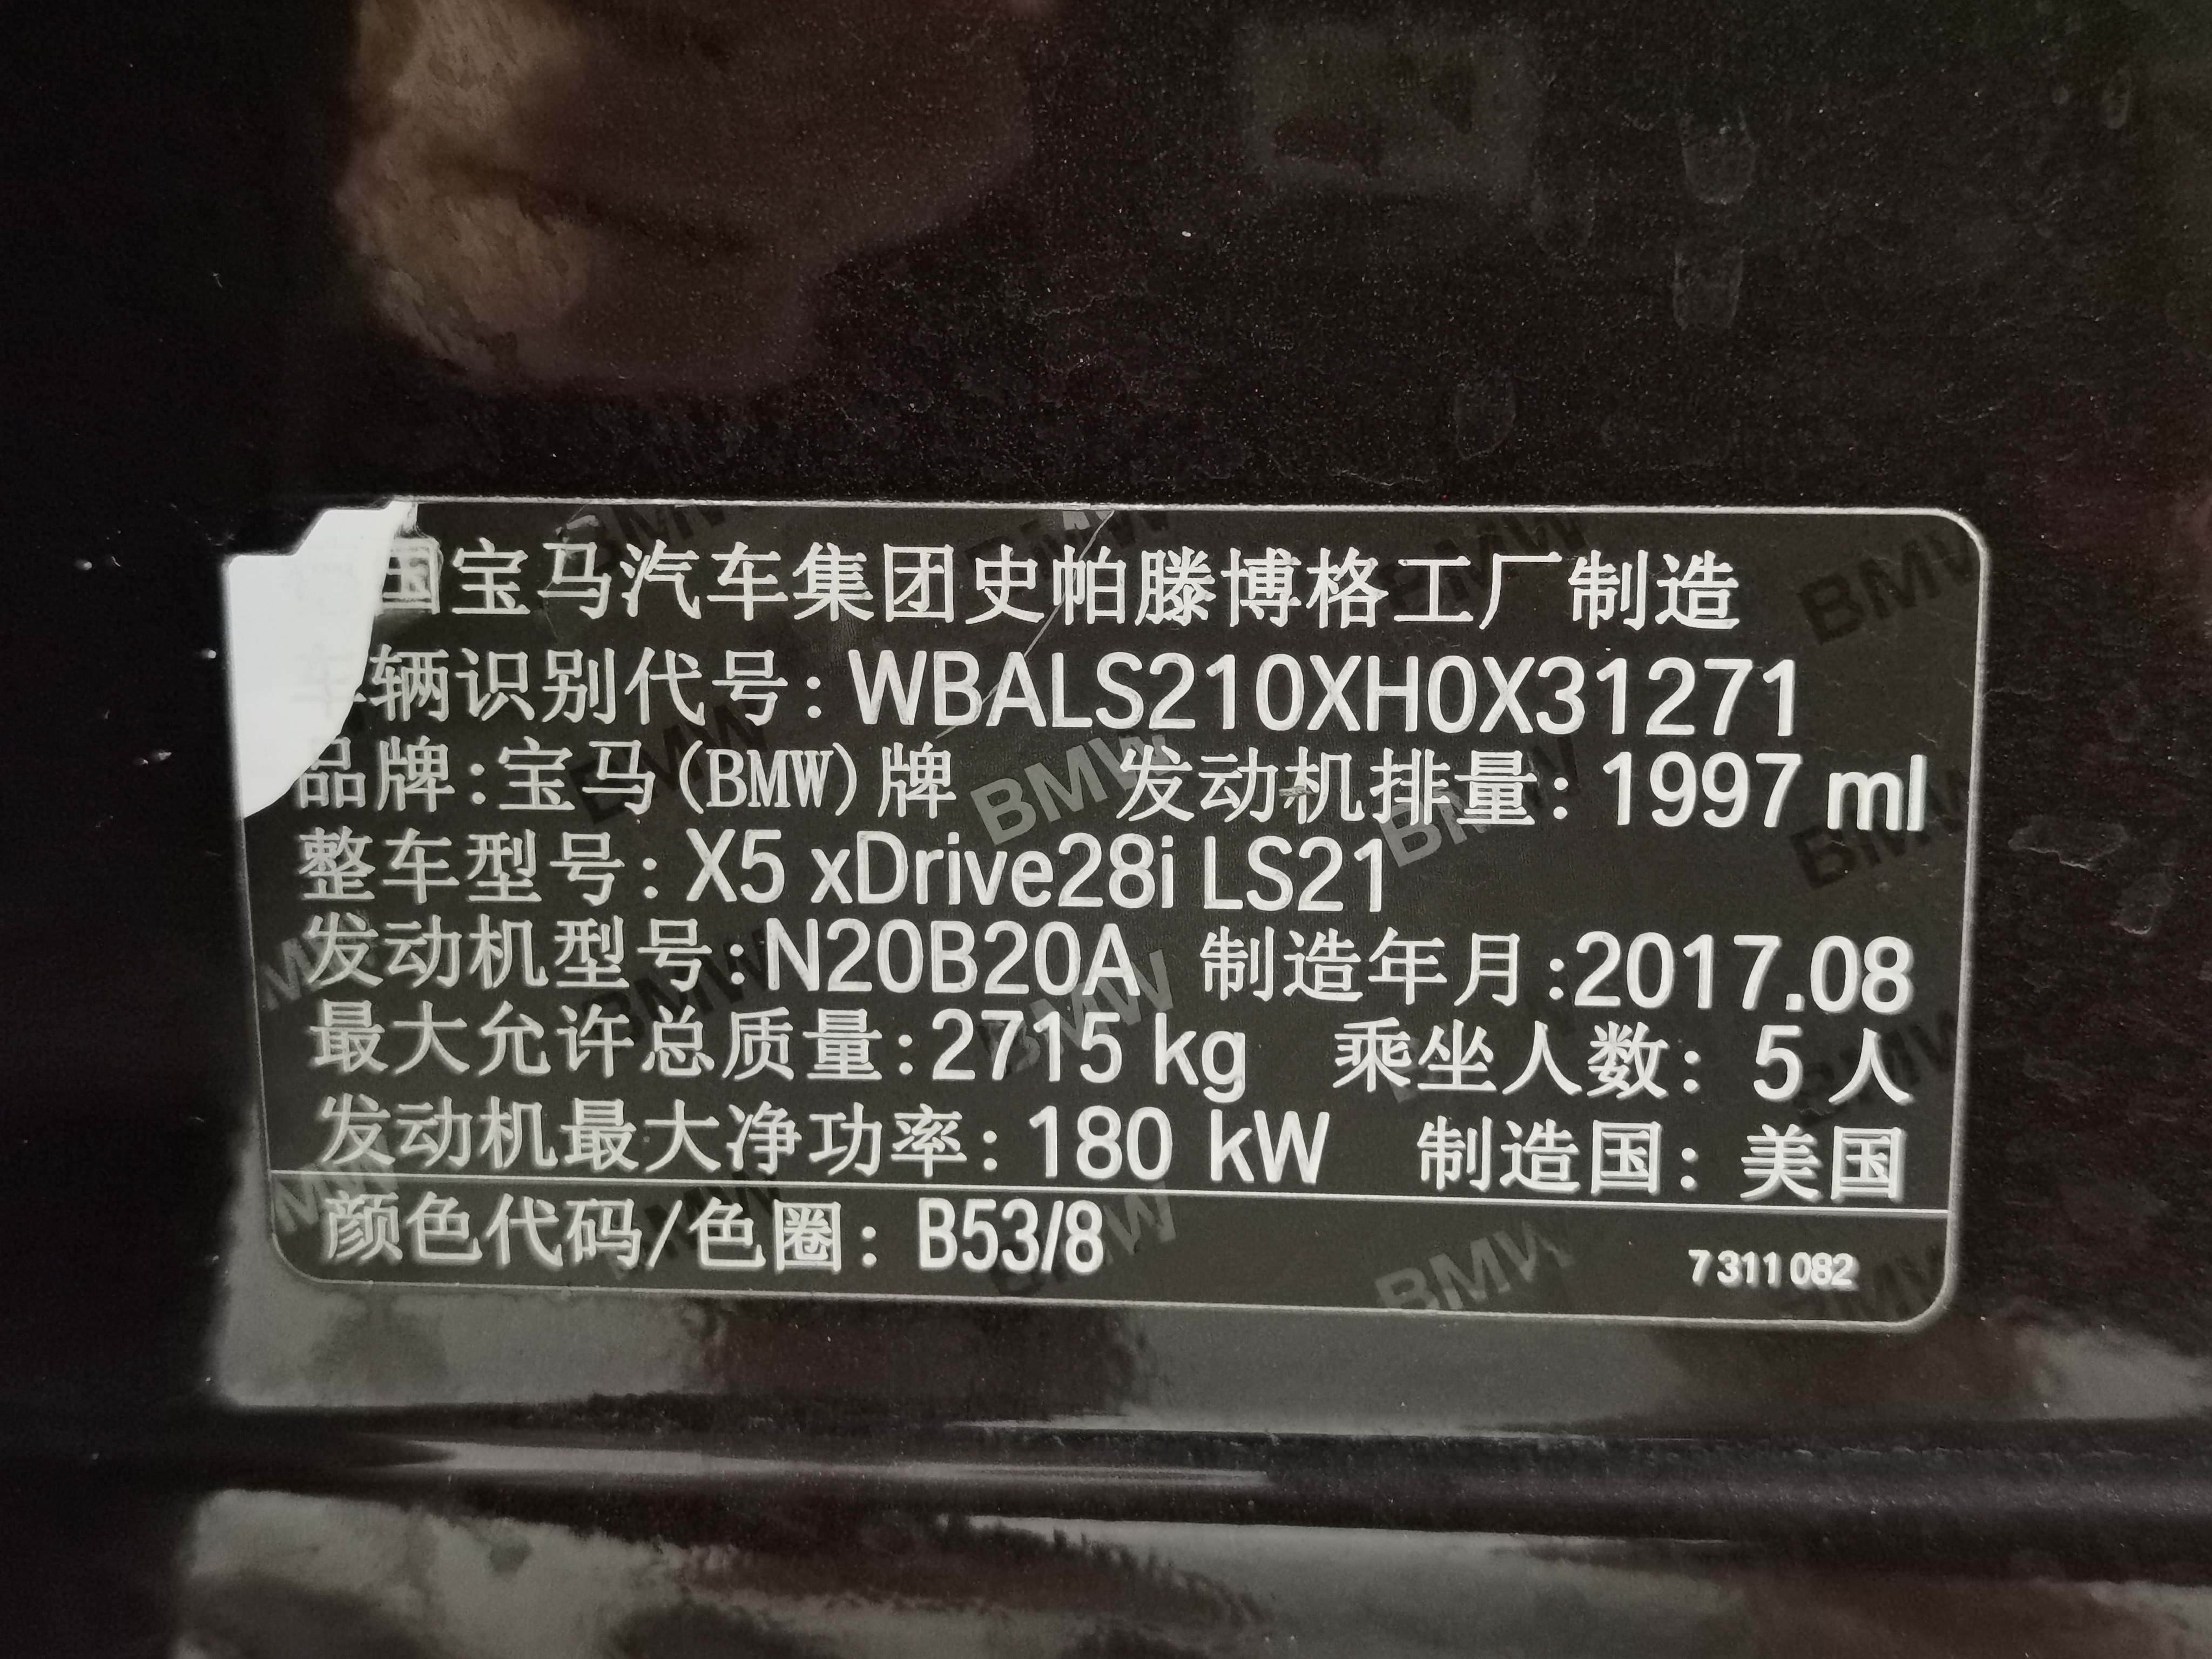 国宝马汽车集团史帕滕博格工厂制造
车辆识别代号: WBALS210XH0X31271
品牌:宝马(BMW)牌 发动机排量: 1997 ml
整车型号: X5 xDrive28i LS21
发动机型号:N20B20A 制造年月:2017.08
最大允许总质量:2715 kg 乘坐人数: 5 人
发动机最大净功率: 180 kW 制造国: 美国
颜色代码/色圈: B53/8
7 311 082